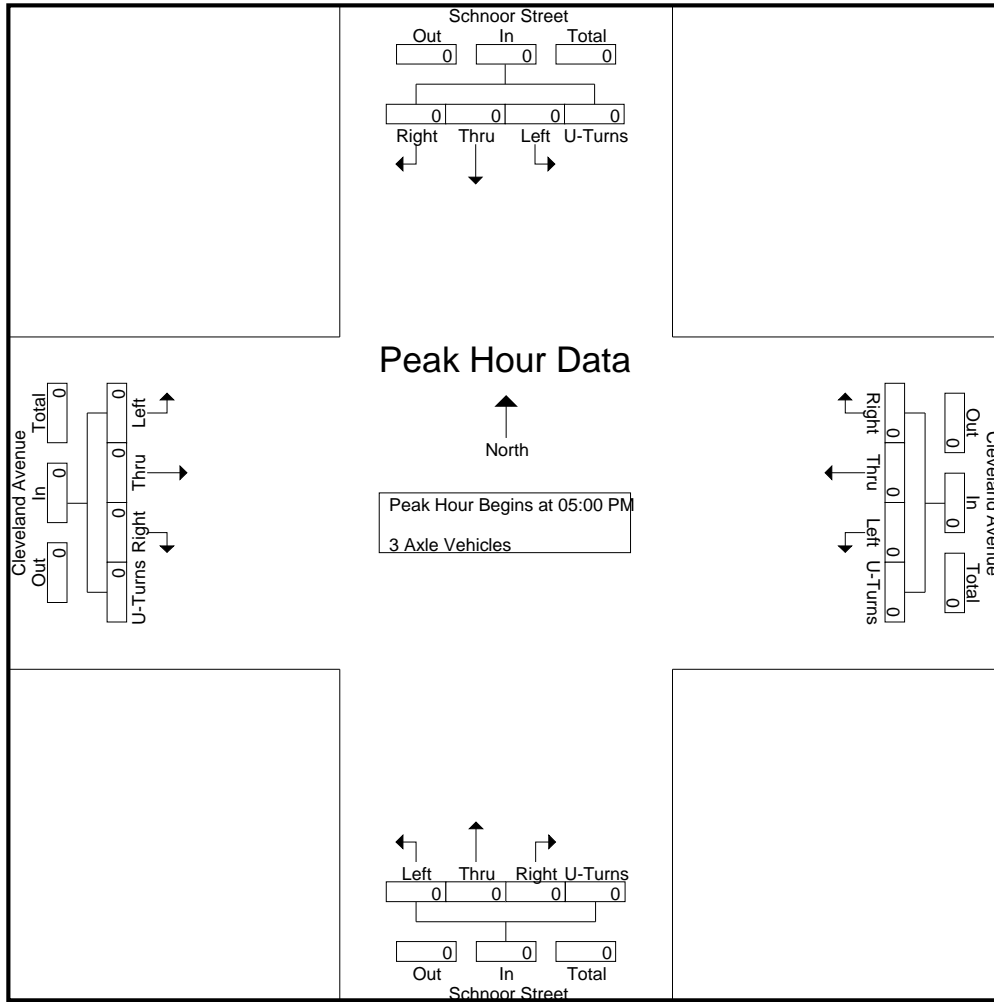 Schnoor Street
Out In Total
0 0 0
0 0 0 0
Right Thru Left U-Turns
Peak Hour Data
North
Peak Hour Begins at 05:00 PM
3 Axle Vehicles
Cleveland Avenue
Total In Out
0 0 0
0 0 0 0
Left Thru Right U-Turns
Right Thru Left U-Turns
0 0 0 0
0 0 0
Out In Total
Cleveland Avenue
Left Thru Right U-Turns
0 0 0 0
0 0 0
Out In Total
Schnoor Street